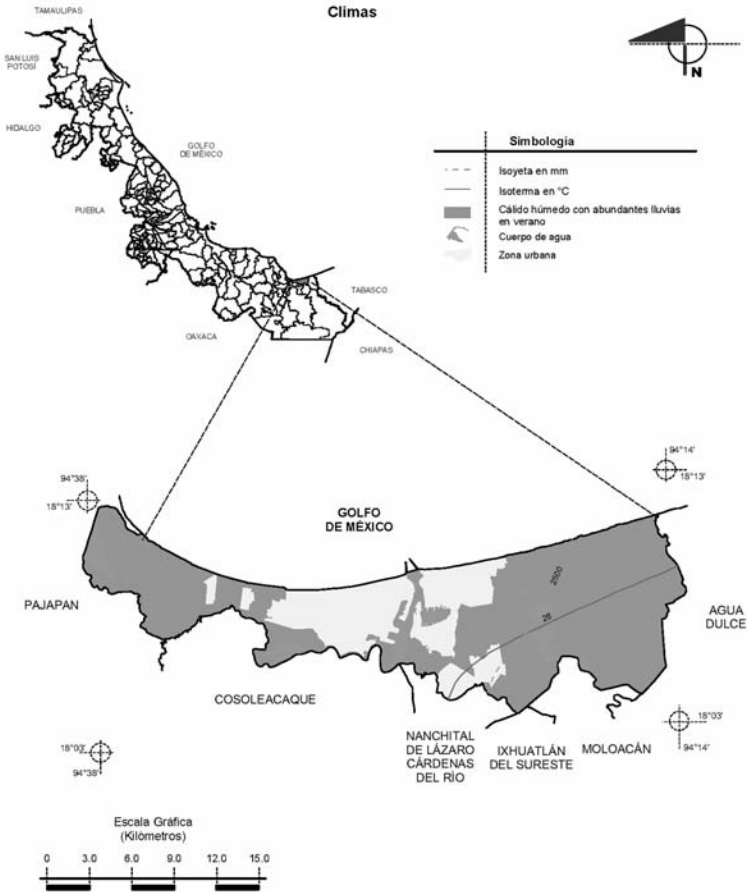 Climas
TAMAULIPAS
SAN LUIS
POTOSÍ
HIDALGO
GOLFO
DE MÉXICO
PUEBLA
OAXACA
TABASCO
CHIAPAS
N
Simbología
Isoyeta en mm
Isoterma en °C
Cálido húmedo con abundantes lluvias
en verano
Cuerpo de agua
Zona urbana
94°38'
18°13'
94°14'
18°13'
GOLFO
DE MÉXICO
2500
26
PAJAPAN
AGUA
DULCE
COSOLEACAQUE
NANCHITAL
DE LÁZARO
CÁRDENAS
DEL RÍO
IXHUATLÁN
DEL SURESTE
MOLOACÁN
18°03'
94°38'
18°03'
94°14'
Escala Gráfica
(Kilómetros)
0 3.0 6.0 9.0 12.0 15.0